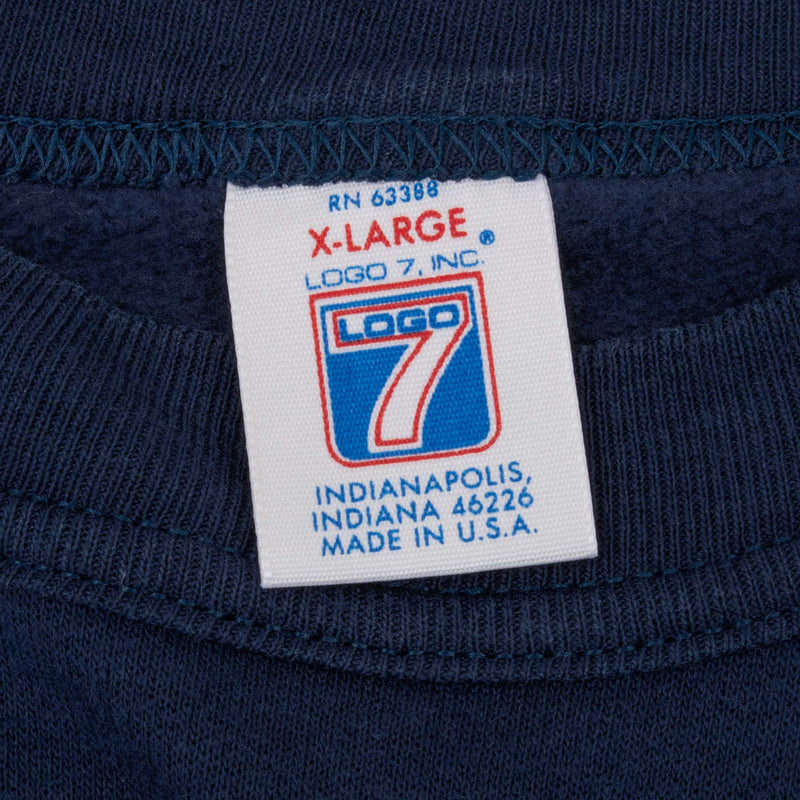 RN 63388
X-LARGE
LOGO 7, INC.®
LOGO
7
INDIANAPOLIS,
INDIANA 46226
MADE IN U.S.A.